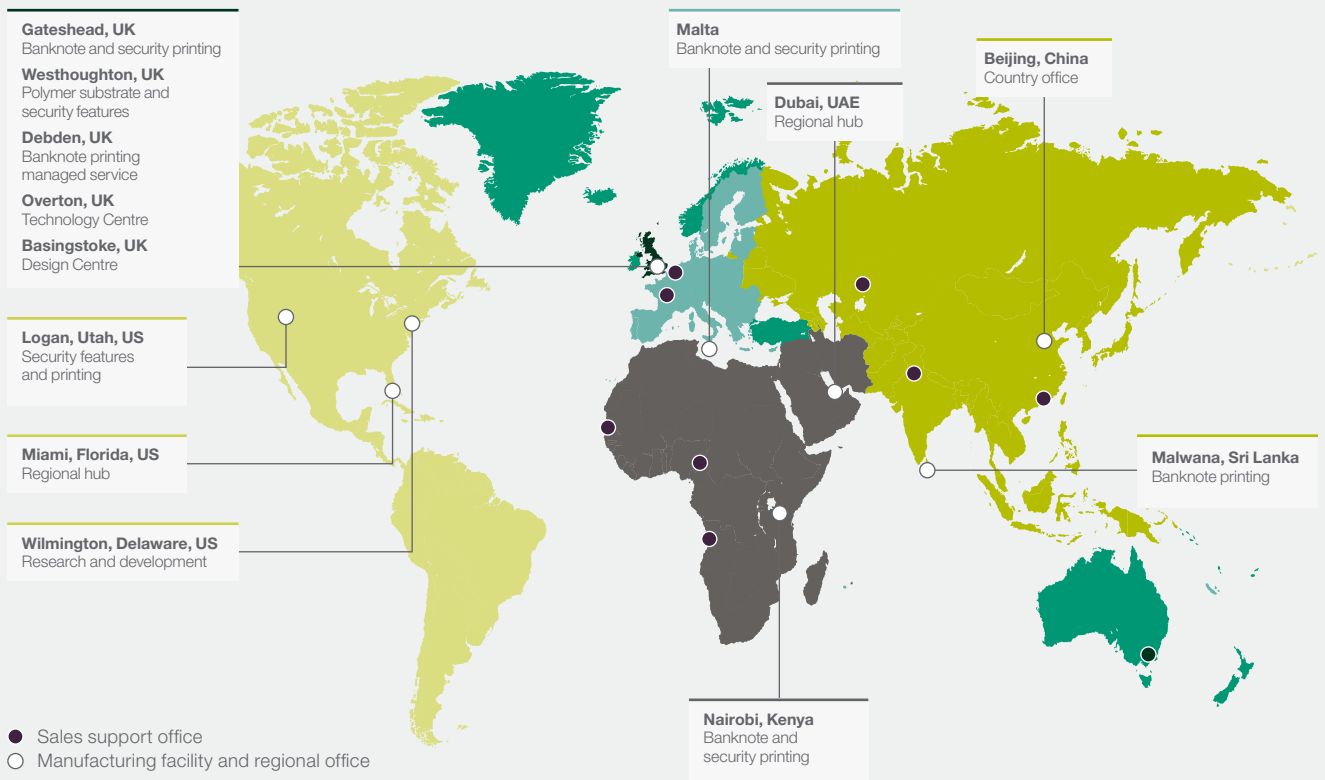 Gateshead, UK
Banknote and security printing
Westhoughton, UK
Polymer substrate and
security features
Debden, UK
Banknote printing
managed service
Overton, UK
Technology Centre
Basingstoke, UK
Design Centre
Logan, Utah, US
Security features
and printing
Miami, Florida, US
Regional hub
Wilmington, Delaware, US
Research and development
Malta
Banknote and security printing
Dubai, UAE
Regional hub
Beijing, China
Country office
Malwana, Sri Lanka
Banknote printing
Nairobi, Kenya
Banknote and
security printing
Sales support office
Manufacturing facility and regional office